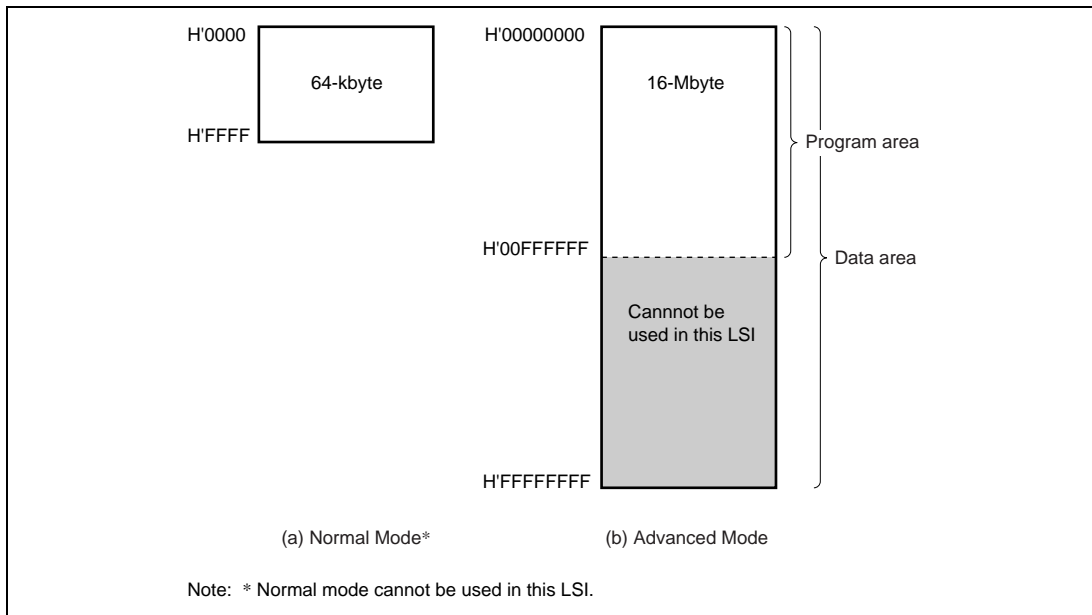 H'0000
64-kbyte
H'FFFF
H'00000000
16-Mbyte
Program area
H'00FFFFFF
Data area
Cannnot be
used in this LSI
H'FFFFFFFF
(a) Normal Mode*
(b) Advanced Mode
Note: * Normal mode cannot be used in this LSI.